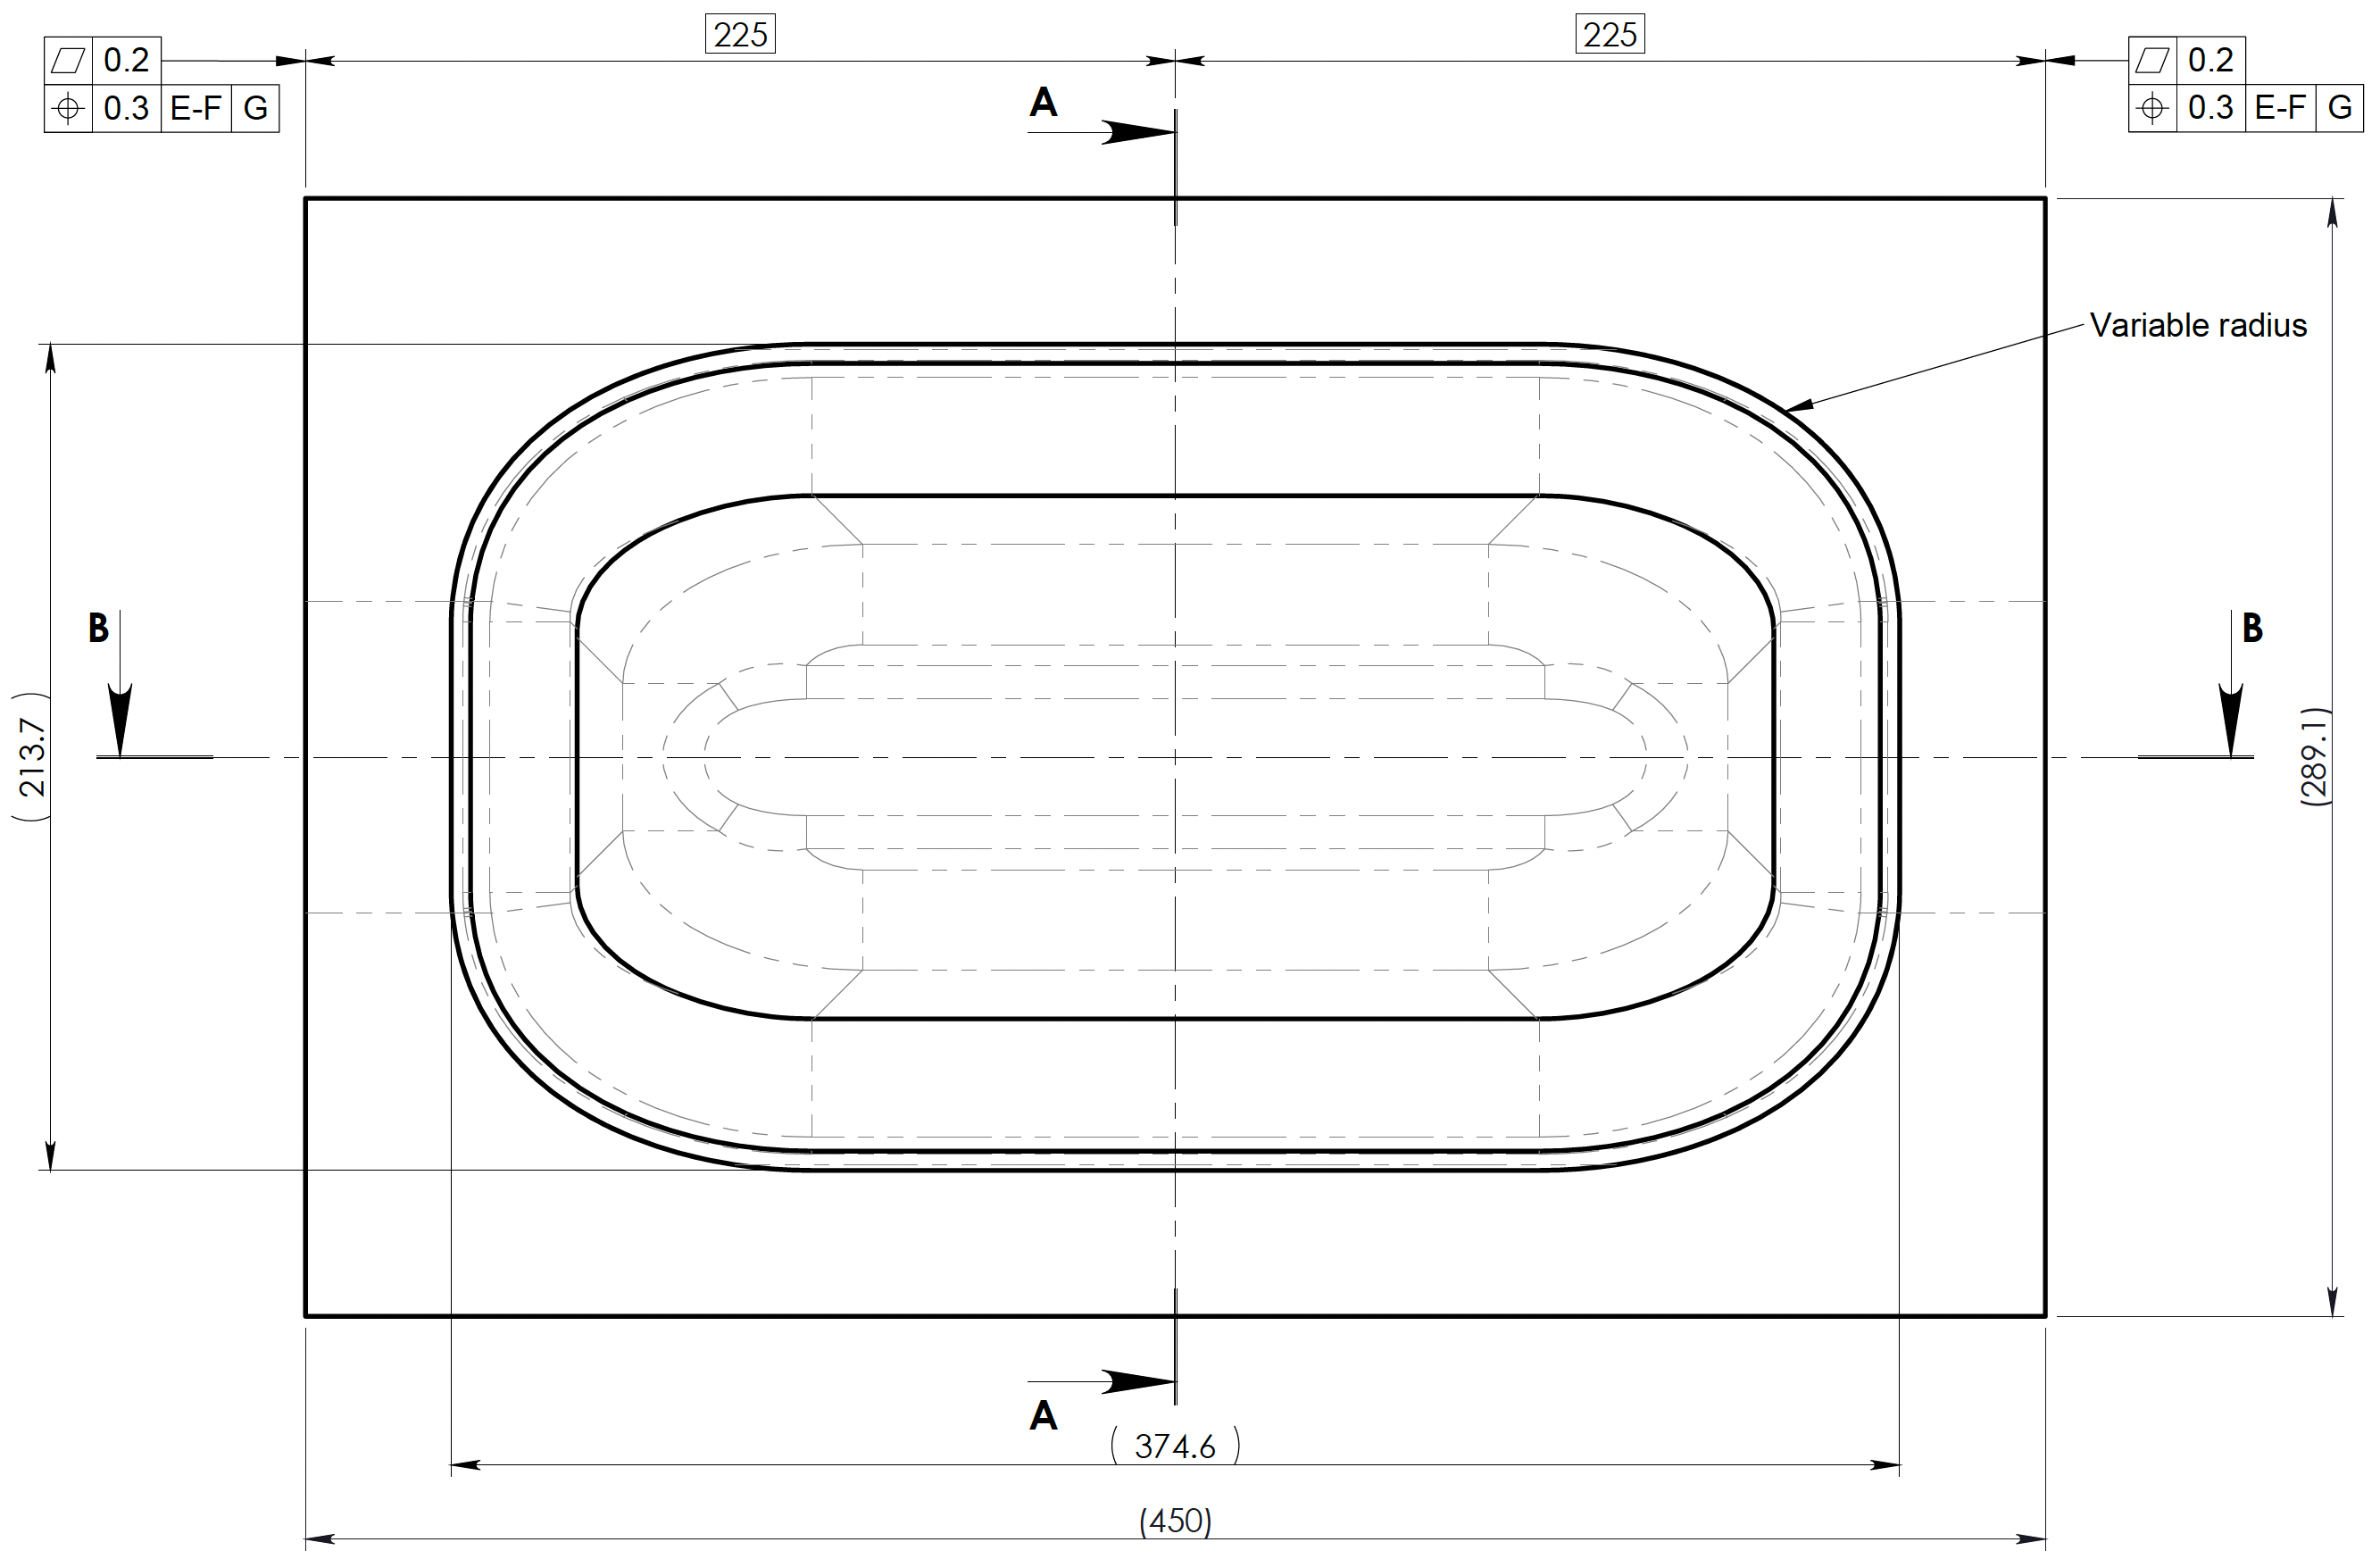 225
225
0.2
0.3 E-F G
0.2
0.3 E-F G
A
Variable radius
B
B
(213.7)
(289.1)
A
(374.6)
(450)